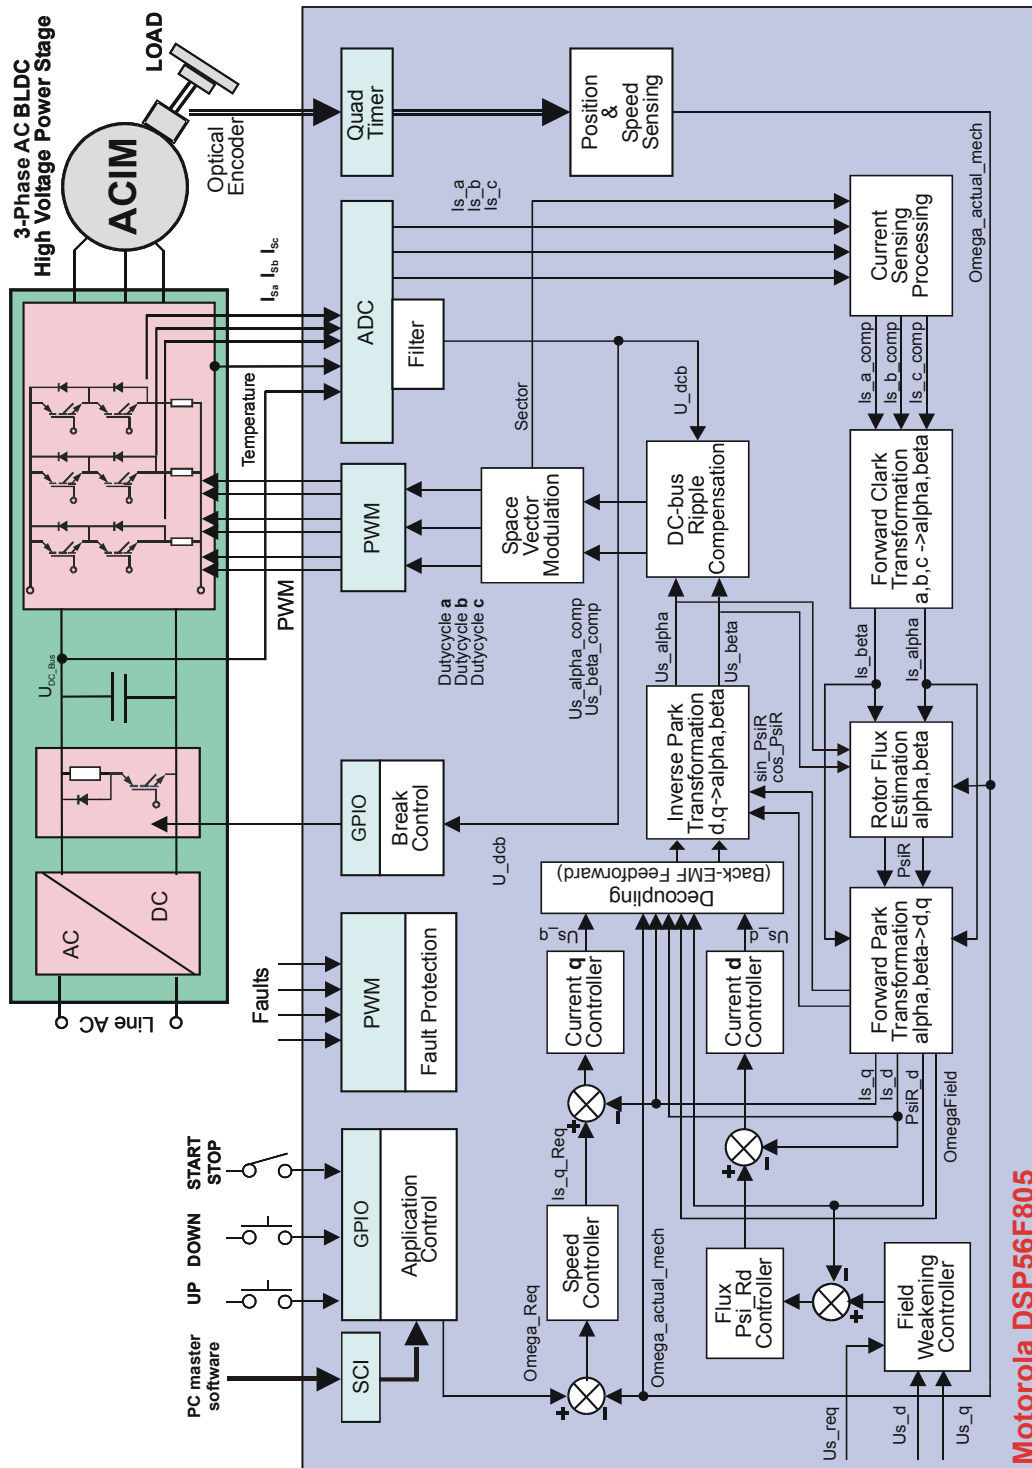 3-Phase AC BLDC
High Voltage Power Stage
LOAD
ACIM
Optical
Encoder
Quad
Timer
Position
&
Speed
Sensing
Omega_actual_mech
I Sa I Sb I Sc
Temperature
ADC
Filter
Is_a
Is_b
Is_c
Current
Sensing
Processing
Sector
U_dcb
Is_a_comp
Is_b_comp
Is_c_comp
PWM
PWM
Space
Vector
Modulation
DC-bus
Ripple
Compensation
Forward Clark
Transformation
a,b,c ->alpha,beta
Dutycycle a
Dutycycle b
Dutycycle c
Us_alpha_comp
Us_beta_comp
Us_alpha
Us_beta
Is_beta
Is_alpha
U DC_Bus
GPIO
Break
Control
U_dcb
Inverse Park
Transformation
d,q->alpha,beta
sin_PsiR
cos_PsiR
Rotor Flux
Estimation
alpha,beta
PsiR
AC
DC
Line AC
Faults
PWM
Fault Protection
Decoupling
(Back-EMF Feedforward)
Us_q
Us_q
Current q
Controller
Current d
Controller
Forward Park
Transformation
alpha,beta->d,q
Is_q
Is_d
PsiR_d
OmegaField
START
STOP
DOWN
UP
GPIO
Application
Control
Is_q_Req
Speed
Controller
Omega_Req
Omega_actual_mech
Flux
Psi_Rd
Controller
Field
Weakening
Controller
PC master
software
SCI
Us_req
Us_d
Us_q
Motorola DSP56F805